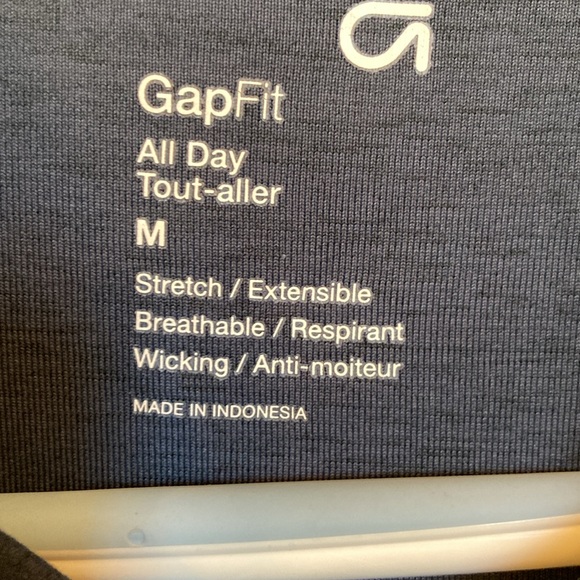 GapFit
All Day
Tout-aller
M
Stretch / Extensible
Breathable / Respirant
Wicking / Anti-moiteur
MADE IN INDONESIA